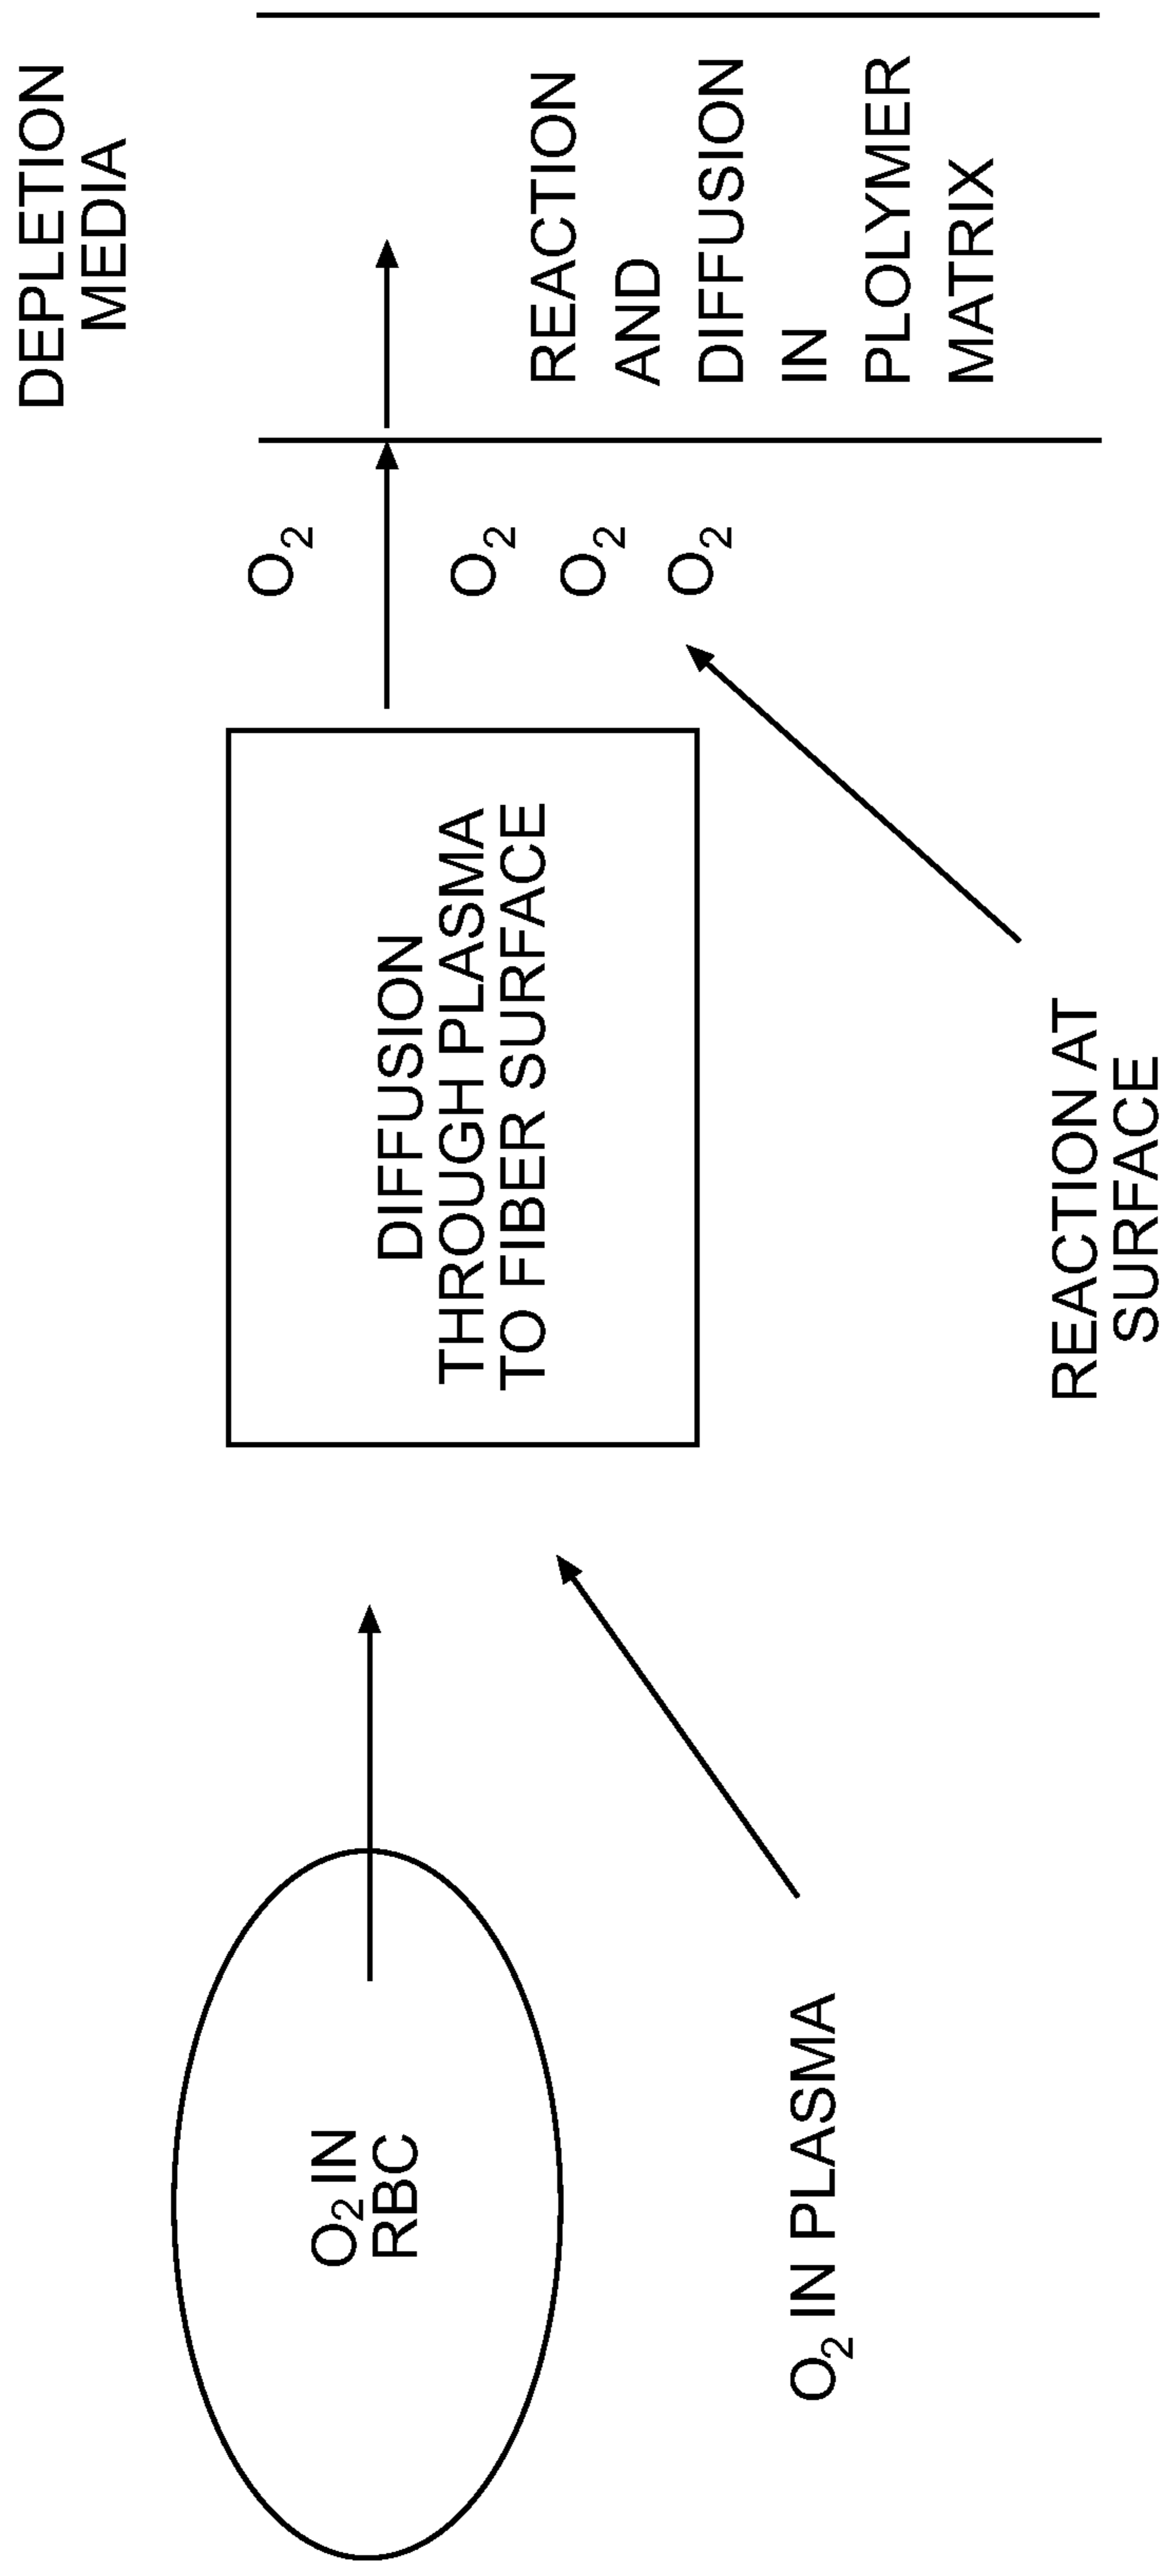 O2 IN
RBC
O2 IN PLASMA
DIFFUSION
THROUGH PLASMA
TO FIBER SURFACE
REACTION AT
SURFACE
O2
O2
O2
O2
DEPLETION
MEDIA
REACTION
AND
DIFFUSION
IN
PLOLYMER
MATRIX